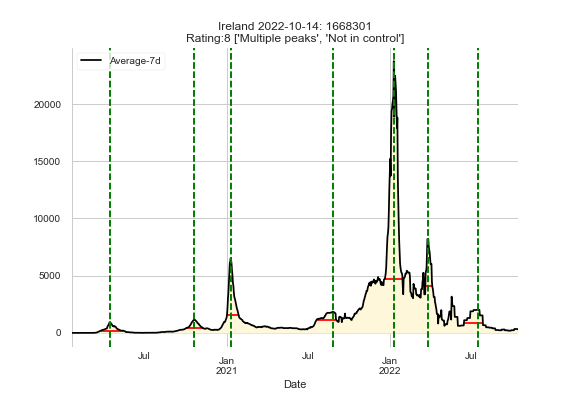 Ireland 2022-10-14: 1668301
Rating:8 ['Multiple peaks', 'Not in control']
Average-7d
20000
15000
10000
5000
0
Jul
Jan
2021
Jul
Jan
2022
Jul
Date